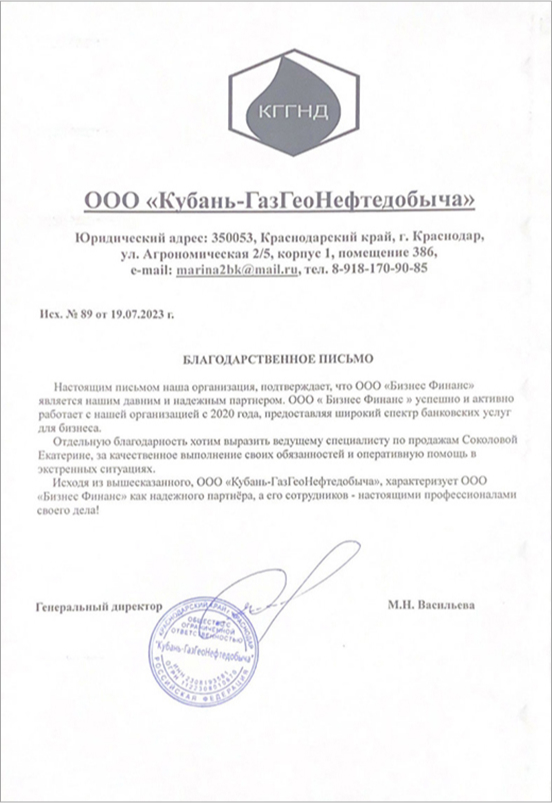 КГГНД
ООО «Кубань-ГазГеоНефтедобыча»
Юридический адрес: 350053, Краснодарский край, г. Краснодар,
ул. Агрономическая 2/5, корпус 1, помещение 386,
e-mail: marina2bk@mail.ru, тел. 8-918-170-90-85
Исх. № 89 от 19.07.2023 г.
БЛАГОДАРСТВЕННОЕ ПИСЬМО
Настоящим письмом наша организация, подтверждает, что ООО «Бизнес Финанс»
является нашим давним и надежным партнером. ООО « Бизнес Финанс » успешно и активно
работает с нашей организацией с 2020 года, предоставляя широкий спектр банковских услуг
для бизнеса.
Отдельную благодарность хотим выразить ведущему специалисту по продажам Соколовой
Екатерине, за качественное выполнение своих обязанностей и оперативную помощь в
экстренных ситуациях.
Исходя из вышесказанного, ООО «Кубань-ГазГеоНефтедобыча», характеризует ООО
«Бизнес Финанс» как надежного партнёра, а его сотрудников - настоящими профессионалами
своего дела!
Генеральный директор М.Н. Васильева
КРАСНОДАРСКИЙ КРАЙ
ОБЩЕСТВО С
ОГРАНИЧЕННОЙ
ОТВЕТСТВЕННОСТЬЮ
"Кубань-ГазГеоНефтедобыча"
РОССИЙСКАЯ ФЕДЕРАЦИЯ